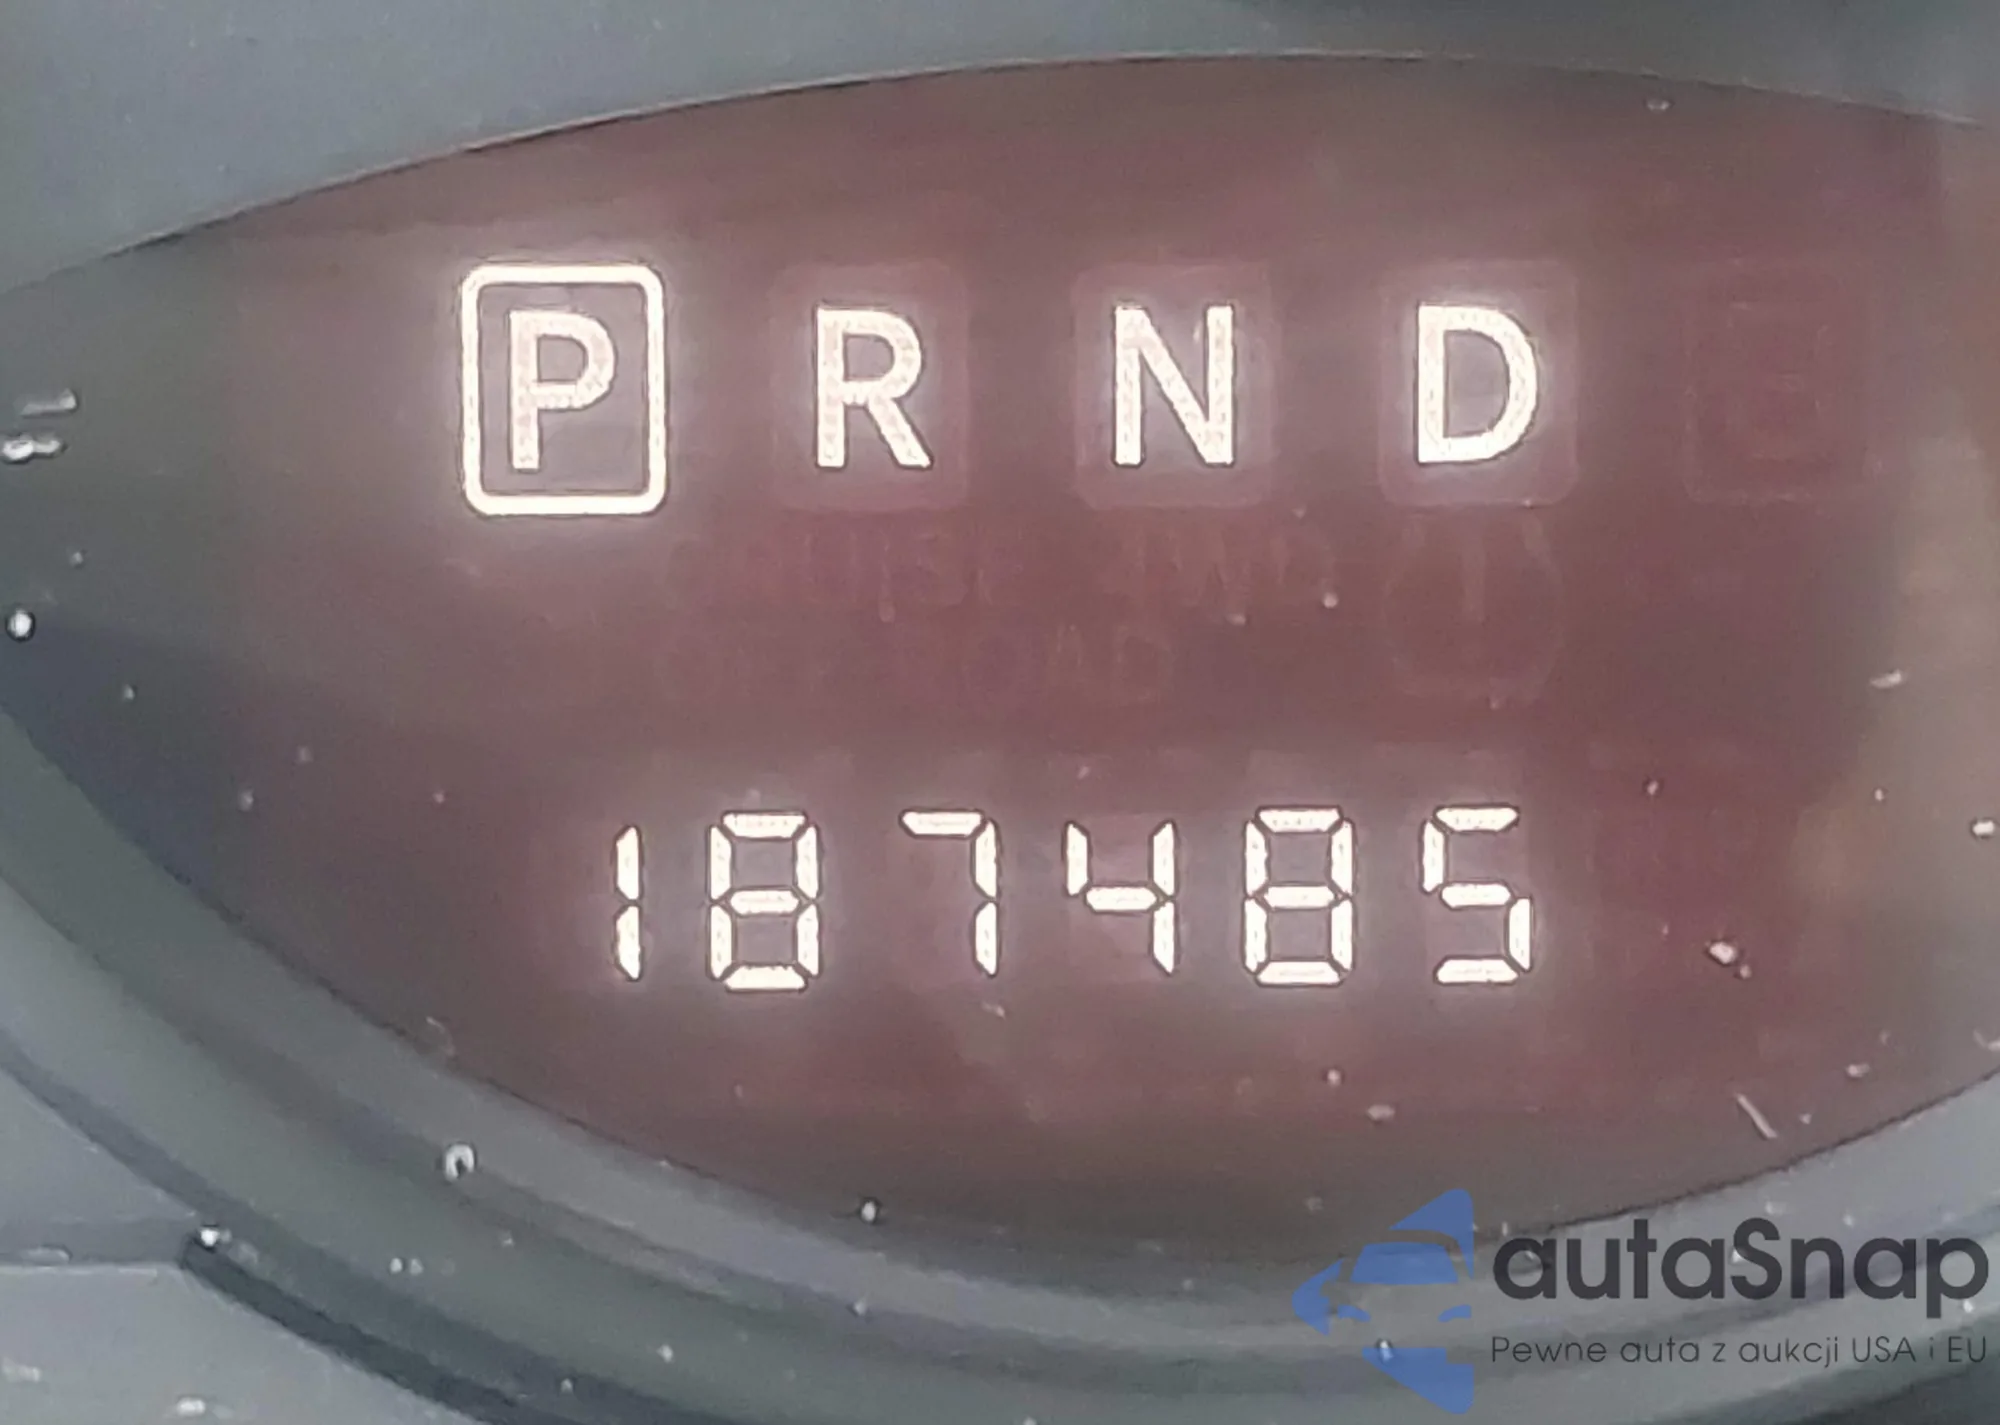 P R N D
187485
autaSnap
Pewne auta z aukcji USA i EU